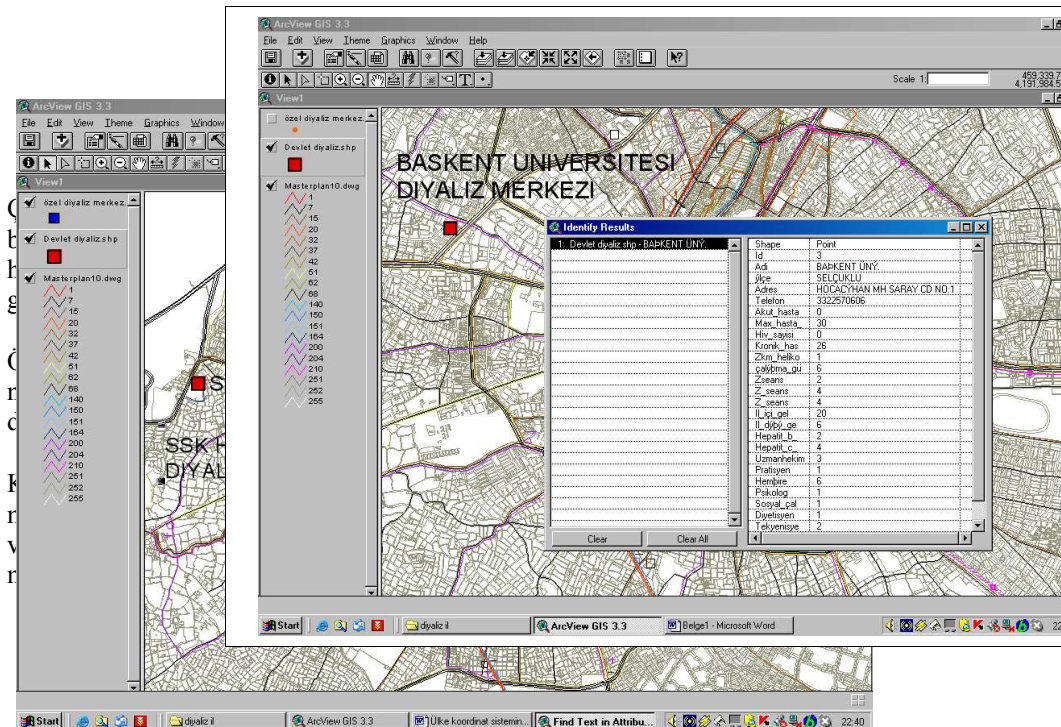 ArcView GIS 3.3
File Edit View Theme Graphics Window Help
Scale 1:
459,339.7
4,191,984.5
View1
özel diyaliz merkez.
Devlet diyaliz.shp
Masterplan10.dwg
1
7
15
20
32
37
42
51
62
68
140
150
151
164
200
204
210
251
252
255
BASKENT UNIVERSITESI
DIYALIZ MERKEZI
Identify Results
1: Devlet diyaliz.shp - BAÞKENT ÜNÝ.
Shape Point
Id 3
Adi BAÞKENT ÜNÝ.
ýlçe SELÇUKLU
Adres HOCACÝHAN MH SARAY CD NO:1
Telefon 3322570606
Akut_hasta 0
Max_hasta_ 30
Hiv_sayisi 0
Kronik_has 26
Zkm_heliko 1
çalýþma_gü 6
Zseans 2
Z_seans 4
Z_seans 4
Il_içi_gel 20
Il_dýþý_ge 6
Hepatit_b_ 2
Hepatit_c_ 4
Uzmanhekim 3
Pratisyen 1
Hemþire 6
Psikolog 1
Sosyal_çal 1
Diyetisyen 1
Tekyenisye 2
Clear Clear All
Start diyaliz il ArcView GIS 3.3 Belge1 - Microsoft Word 22
ArcView GIS 3.3
File Edit View Theme Graphics Window
View1
özel diyaliz merkez.
Devlet diyaliz.shp
Masterplan10.dwg
1
7
15
20
32
37
42
51
62
68
140
150
151
164
200
204
210
251
252
255
S
SSK H
DIYAL
Start diyaliz il ArcView GIS 3.3 Ülke koordinat sistemin... Find Text in Attribu... 22:40